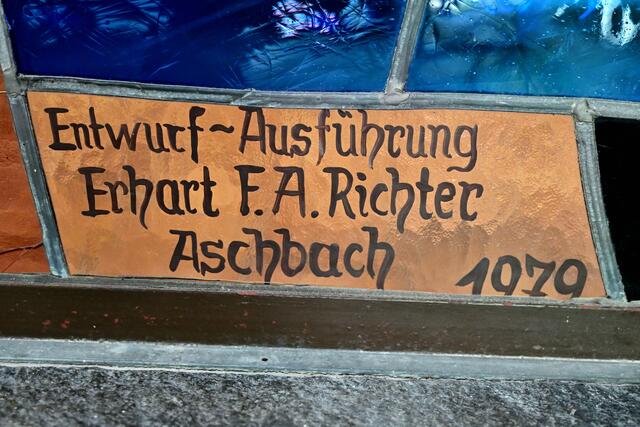 Entwurf~Ausführung
Erhart F.A. Richter
Aschbach 1979